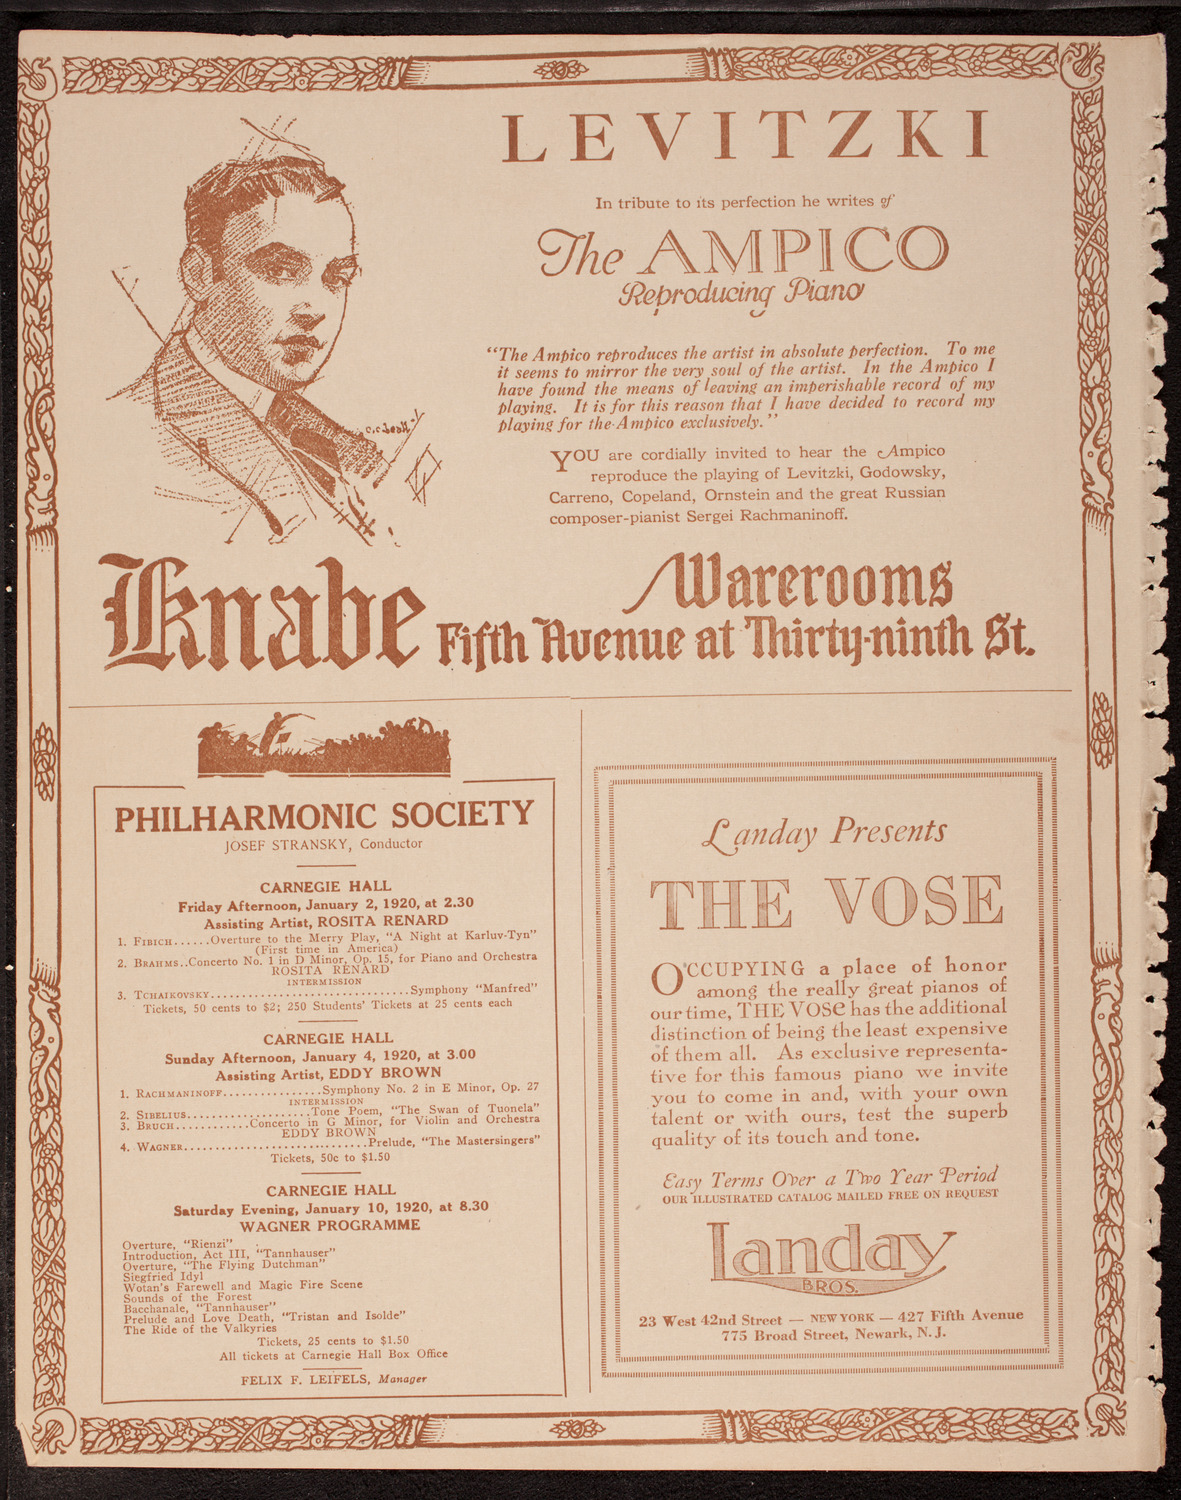 LEVITZKI
In tribute to its perfection he writes of
The AMPICO
Reproducing Piano
"The Ampico reproduces the artist in absolute perfection. To me
it seems to mirror the very soul of the artist. In the Ampico I
have found the means of leaving an imperishable record of my
playing. It is for this reason that I have decided to record my
playing for the Ampico exclusively."
YOU are cordially invited to hear the Ampico
reproduce the playing of Levitzki, Godowsky,
Carreno, Copeland, Ornstein and the great Russian
composer-pianist Sergei Rachmaninoff.
Knabe
Warerooms
Fifth Avenue at Thirty-ninth St.
PHILHARMONIC SOCIETY
JOSEF STRANSKY, Conductor
CARNEGIE HALL
Friday Afternoon, January 2, 1920, at 2.30
Assisting Artist, ROSITA RENARD
1. FIBICH......Overture to the Merry Play, "A Night at Karluv-Tyn"
(First time in America)
2. BRAHMS..Concerto No. 1 in D Minor, Op. 15, for Piano and Orchestra
ROSITA RENARD
INTERMISSION
3. TCHAIKOVSKY................................Symphony "Manfred"
Tickets, 50 cents to $2; 250 Students' Tickets at 25 cents each
CARNEGIE HALL
Sunday Afternoon, January 4, 1920, at 3.00
Assisting Artist, EDDY BROWN
1. RACHMANINOFF................Symphony No. 2 in E Minor, Op. 27
INTERMISSION
2. SIBELIUS....................Tone Poem, "The Swan of Tuonela"
3. BRUCH............Concerto in G Minor, for Violin and Orchestra
EDDY BROWN
4. WAGNER.............................Prelude, "The Mastersingers"
Tickets, 50c to $1.50
CARNEGIE HALL
Saturday Evening, January 10, 1920, at 8.30
WAGNER PROGRAMME
Overture, "Rienzi"
Introduction, Act III, "Tannhauser"
Overture, "The Flying Dutchman"
Siegfried Idyl
Wotan's Farewell and Magic Fire Scene
Sounds of the Forest
Bacchanale, "Tannhauser"
Prelude and Love Death, "Tristan and Isolde"
The Ride of the Valkyries
Tickets, 25 cents to $1.50
All tickets at Carnegie Hall Box Office
FELIX F. LEIFELS, Manager
Landay Presents
THE VOSE
OCCUPYING a place of honor
among the really great pianos of
our time, THE VOSE has the additional
distinction of being the least expensive
of them all. As exclusive representa-
tive for this famous piano we invite
you to come in and, with your own
talent or with ours, test the superb
quality of its touch and tone.
Easy Terms Over a Two Year Period
OUR ILLUSTRATED CATALOG MAILED FREE ON REQUEST
Landay
BROS.
23 West 42nd Street — NEW YORK — 427 Fifth Avenue
775 Broad Street, Newark, N. J.